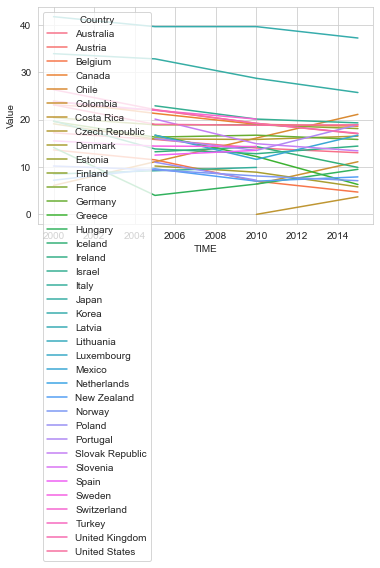 Country
Australia
Austria
Belgium
Canada
Chile
Colombia
Costa Rica
Czech Republic
Denmark
Estonia
Finland
France
Germany
Greece
Hungary
Iceland
Ireland
Israel
Italy
Japan
Korea
Latvia
Lithuania
Luxembourg
Mexico
Netherlands
New Zealand
Norway
Poland
Portugal
Slovak Republic
Slovenia
Spain
Sweden
Switzerland
Turkey
United Kingdom
United States
Value
40
30
20
10
0
2000 2002 2004 2006 2008 2010 2012 2014
TIME